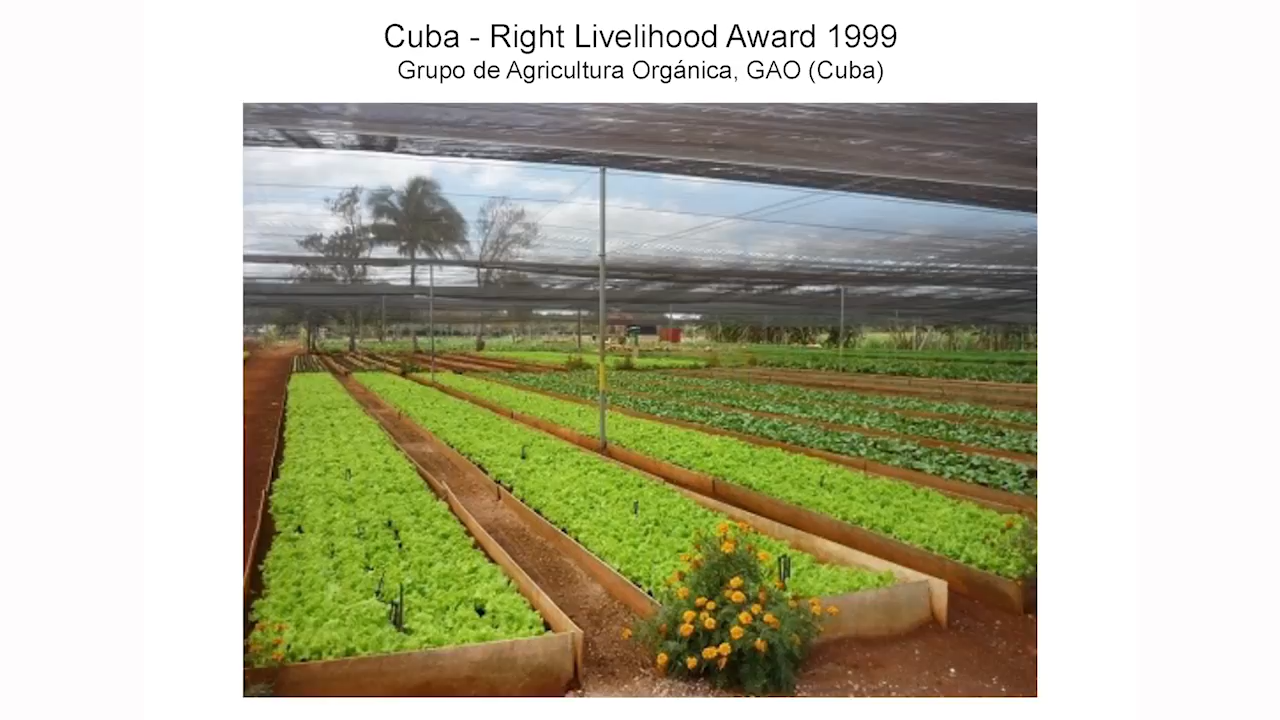 Cuba - Right Livelihood Award 1999
Grupo de Agricultura Orgánica, GAO (Cuba)